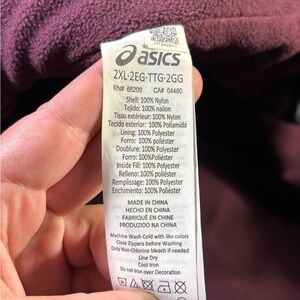 asics
2XL·2EG·TTG·2GG
RN# 66200 CA# 04480
Shell: 100% Nylon
Tejido: 100% nailon
Tissu extérieur: 100% Nylon
Tecido exterior: 100% Poliamida
Lining: 100% Polyester
Forro: 100% Poliéster
Doublure: 100% Polyester
Forro: 100% Poliéster
Inside Fill: 100% Polyester
Relleno: 100% poliéster
Remplissage: 100% Polyester
Enchimento: 100% Poliéster
MADE IN CHINA
HECHO EN CHINA
FABRIQUÉ EN CHINE
PRODUZIDO NA CHINA
Machine Wash Cold with like colors
Close Zippers before Washing
Only Non-Chlorine bleach if needed
Line Dry
Cool Iron
Do not Iron over Decoration